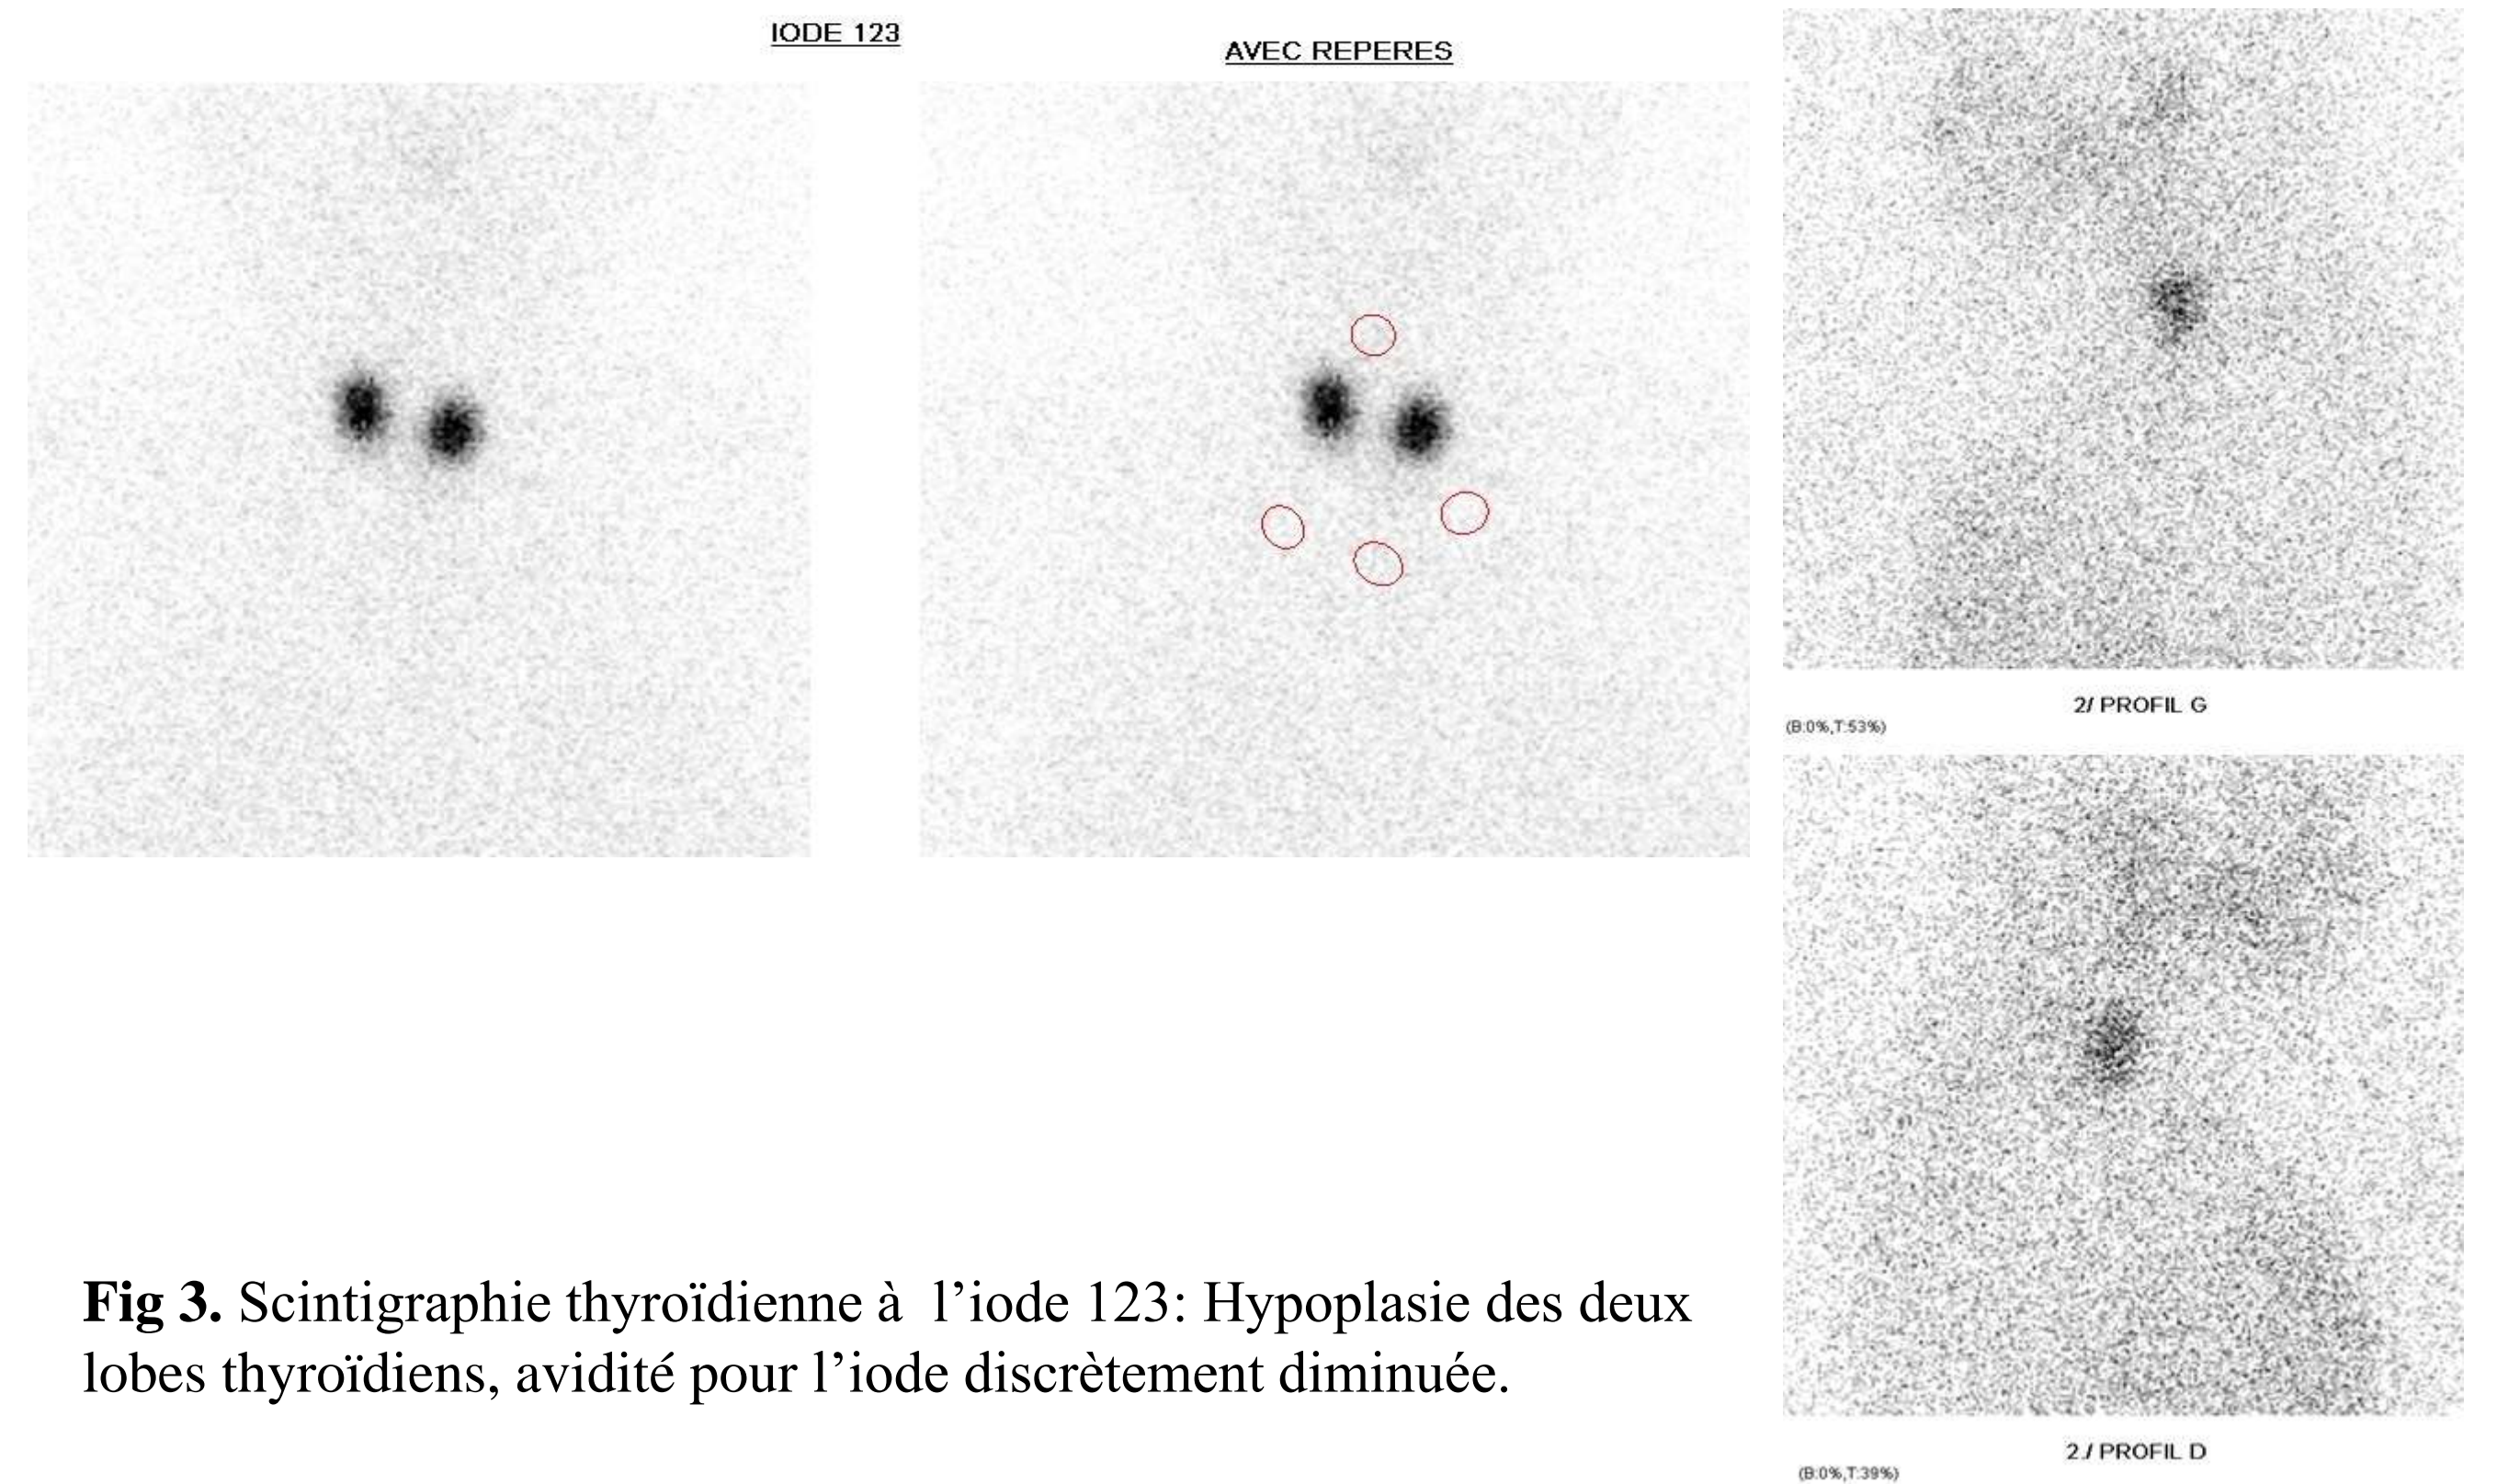 IODE 123
AVEC REPERES
2/ PROFIL G
(B:0%,T:53%)
2./ PROFIL D
(B:0%,T:39%)
Fig 3. Scintigraphie thyroïdienne à l’iode 123: Hypoplasie des deux
lobes thyroïdiens, avidité pour l’iode discrètement diminuée.